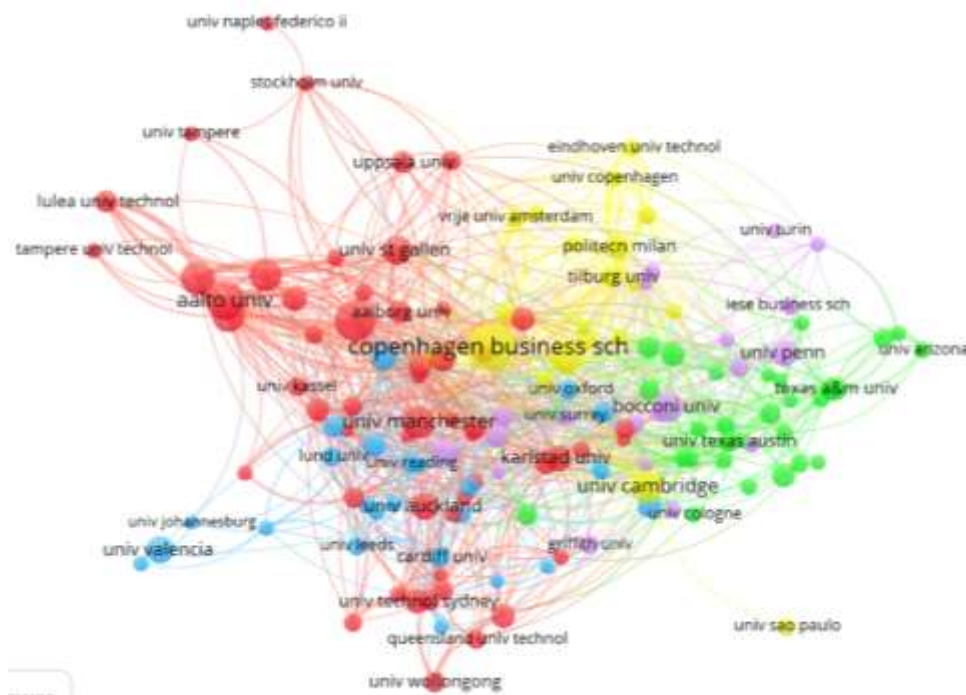 univ naples federico ii
stockholm univ
univ tampere
eindhoven univ technol
uppsala univ
univ copenhagen
lulea univ technol
vrije univ amsterdam
univ turin
tampere univ technol
univ st gallen
politecn milan
tilburg univ
aalto univ
iese business sch
aalborg univ
copenhagen business sch
univ penn
univ arizona
univ kassel
univ oxford
texas a&m univ
univ manchester
univ surrey
bocconi univ
univ texas austin
lund univ
univ reading
karlstad univ
univ cambridge
univ auckland
univ cologne
univ johannesburg
univ valencia
univ leeds
cardiff univ
griffith univ
univ technol sydney
queensland univ technol
univ sao paulo
univ wollongong